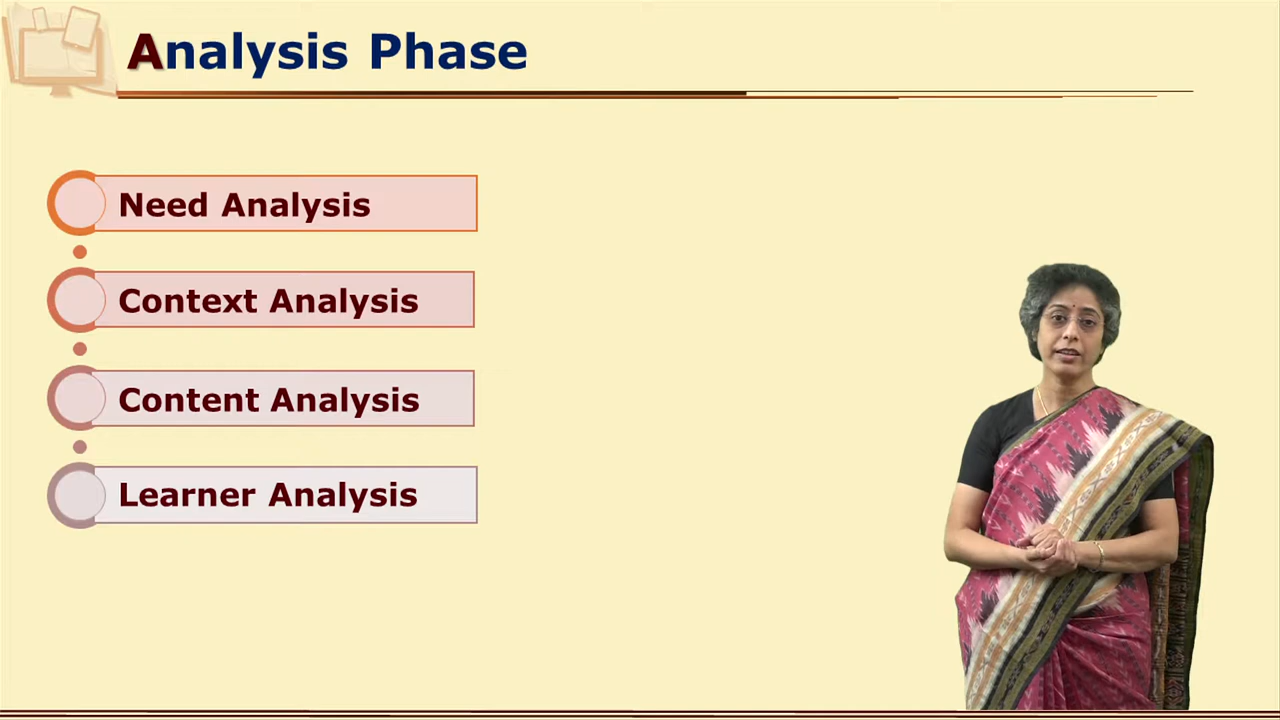 Analysis Phase
Need Analysis
Context Analysis
Content Analysis
Learner Analysis